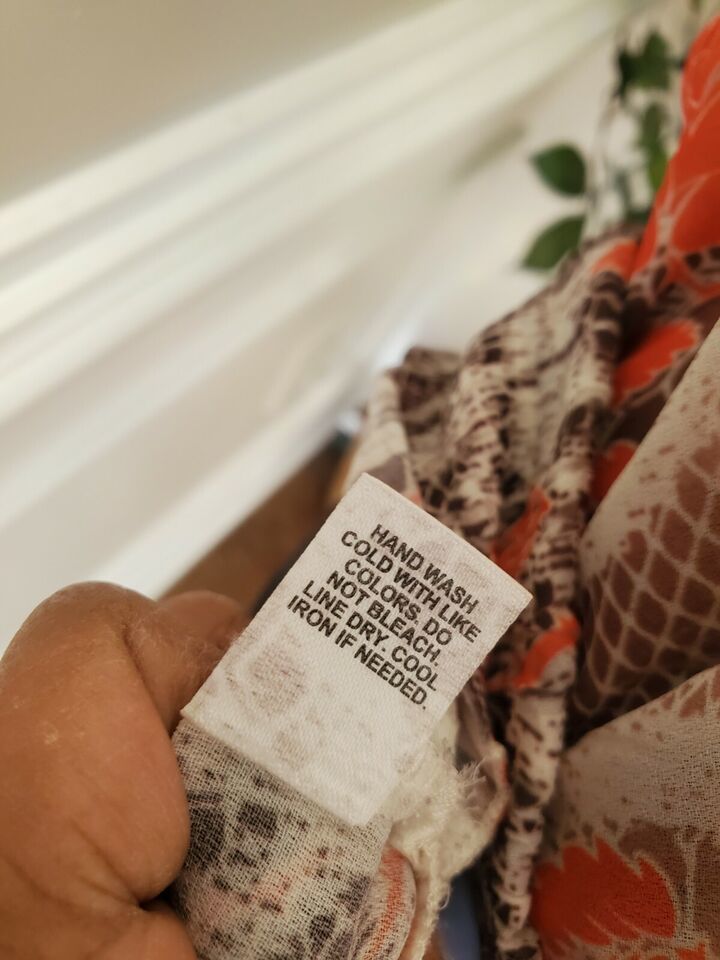 HAND WASH
COLD WITH LIKE
COLORS. DO
NOT BLEACH.
LINE DRY. COOL
IRON IF NEEDED.